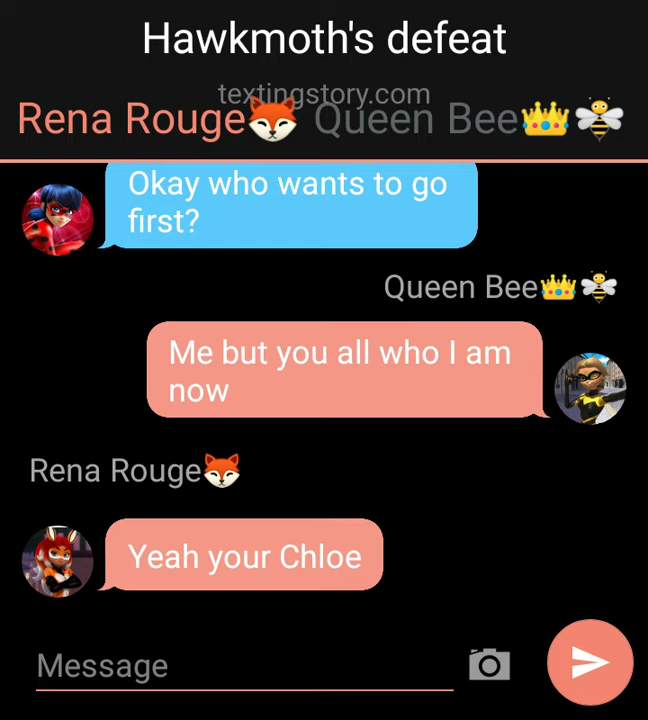 Hawkmoth's defeat
textingstory.com
Rena Rouge🦊 Queen Bee👑🐝
Okay who wants to go
first?
Queen Bee👑🐝
Me but you all who I am
now
Rena Rouge🦊
Yeah your Chloe
Message